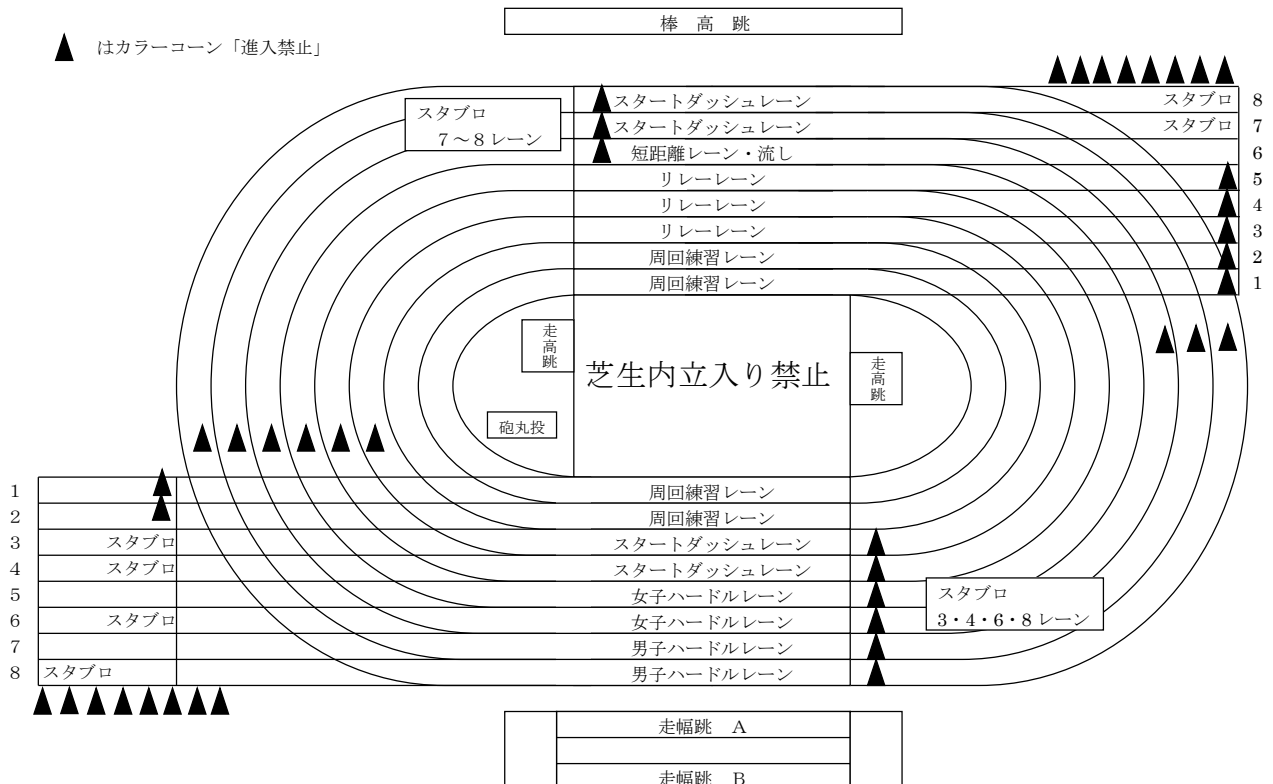 棒 高 跳
はカラーコーン「進入禁止」
スタブロ
7～8レーン
スタートダッシュレーン
スタブロ
8
スタートダッシュレーン
スタブロ
7
短距離レーン・流し
6
リレーレーン
5
リレーレーン
4
リレーレーン
3
周回練習レーン
2
周回練習レーン
1
走高跳
芝生内立入り禁止
走高跳
砲丸投
1
周回練習レーン
2
周回練習レーン
3
スタブロ
スタートダッシュレーン
4
スタブロ
スタートダッシュレーン
5
女子ハードルレーン
6
スタブロ
女子ハードルレーン
7
男子ハードルレーン
8
スタブロ
男子ハードルレーン
スタブロ
3・4・6・8レーン
走幅跳 A
走幅跳 B